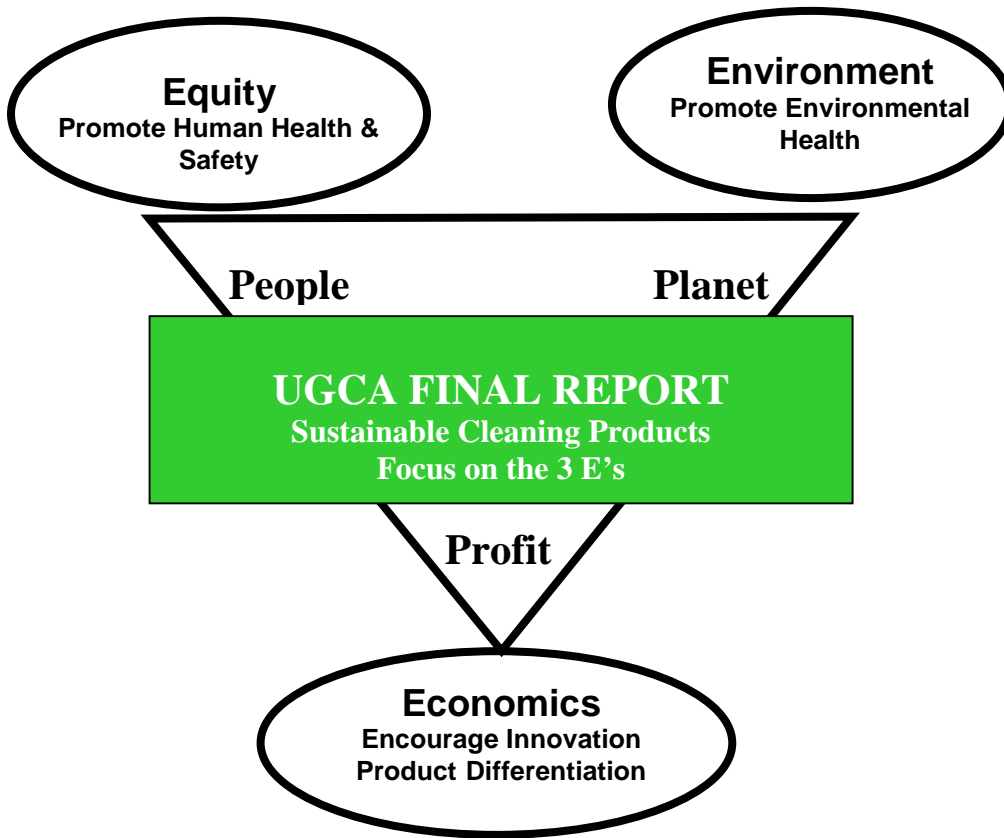 Equity
Promote Human Health &
Safety
Environment
Promote Environmental
Health
People
Planet
UGCA FINAL REPORT
Sustainable Cleaning Products
Focus on the 3 E’s
Profit
Economics
Encourage Innovation
Product Differentiation